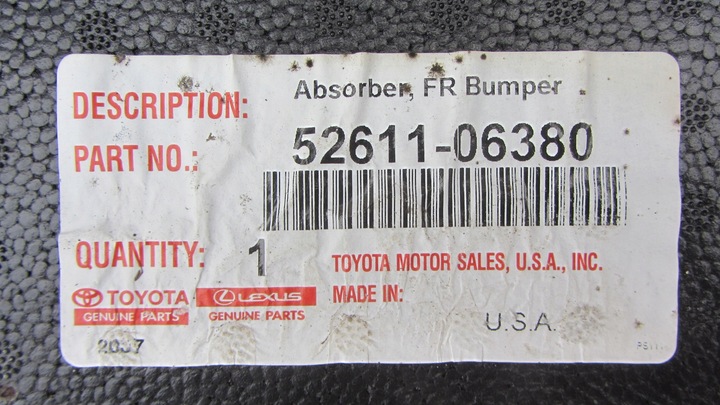 DESCRIPTION: Absorber, FR Bumper
PART NO.: 52611-06380
QUANTITY: 1
TOYOTA MOTOR SALES, U.S.A., INC.
TOYOTA LEXUS MADE IN:
GENUINE PARTS GENUINE PARTS
U.S.A.
2037